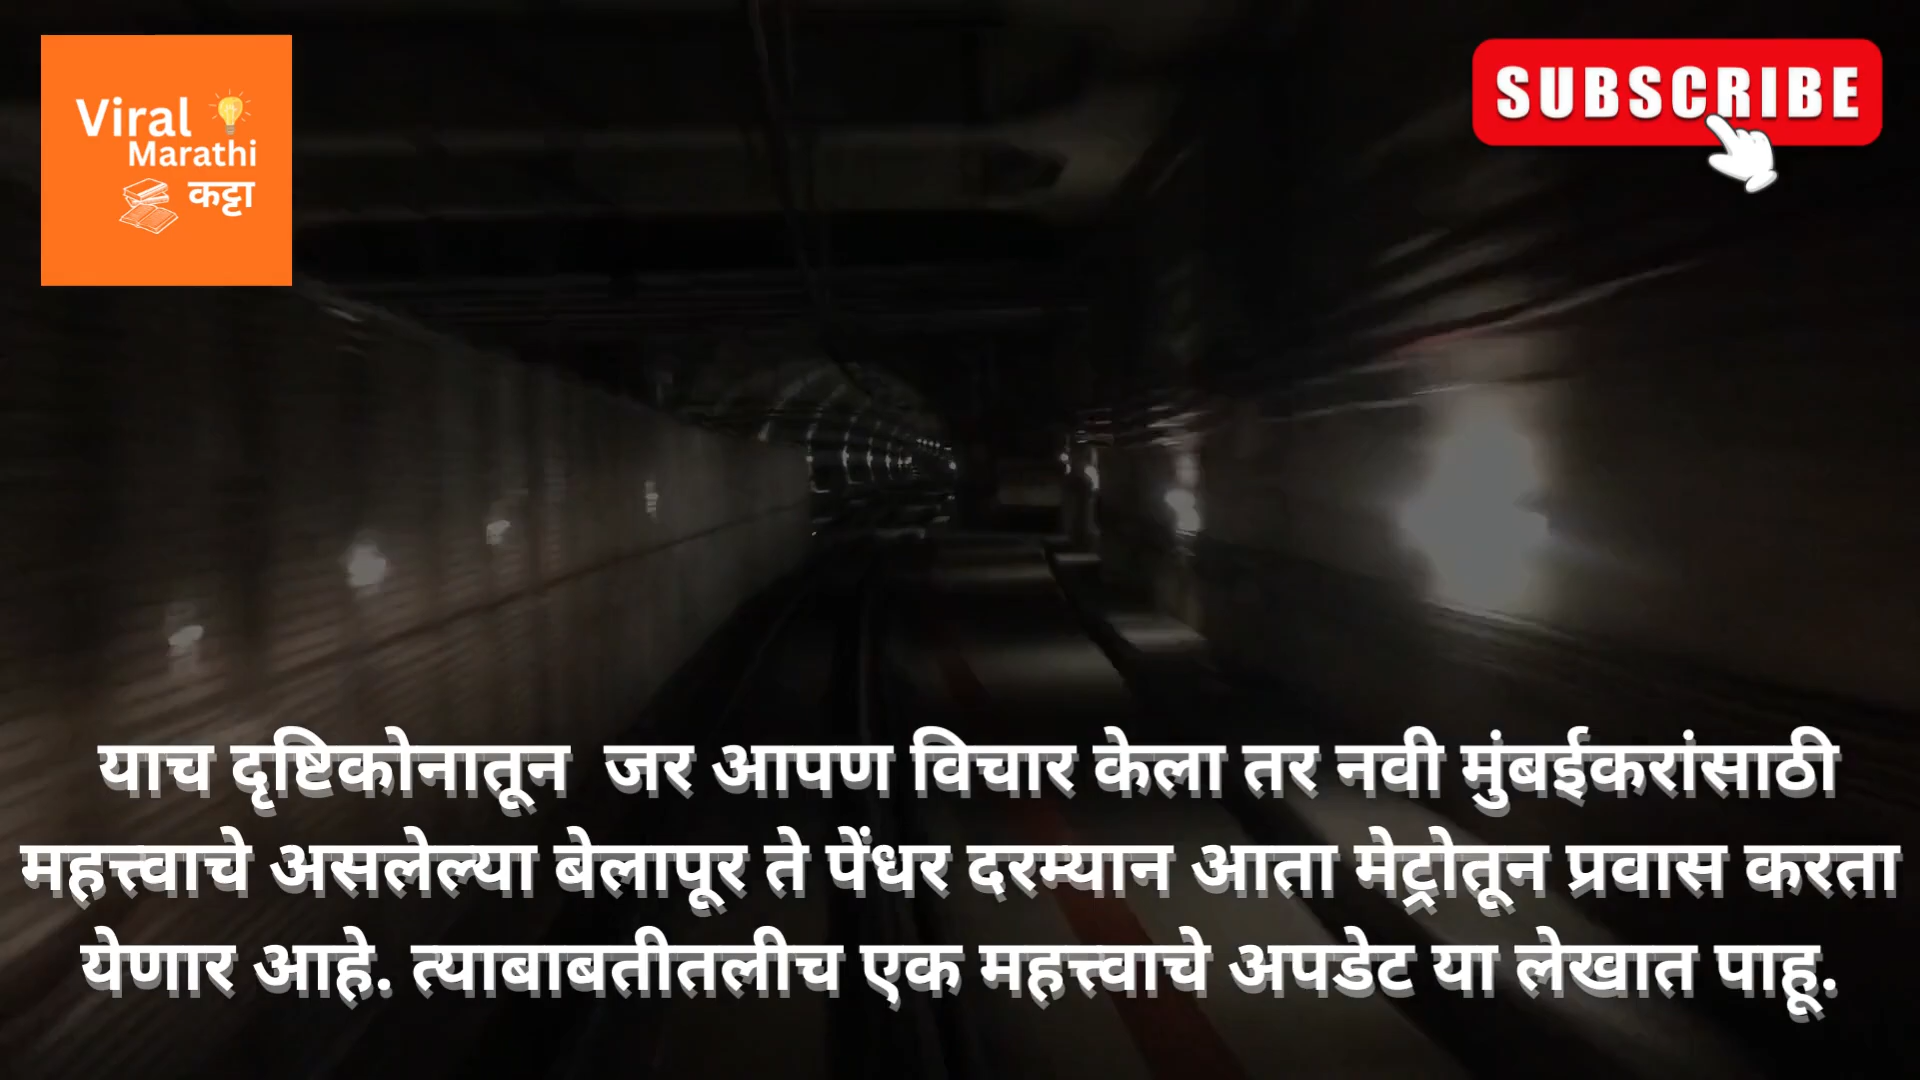 Viral
Marathi
कट्टा
SUBSCRIBE
याच दृष्टिकोनातून जर आपण विचार केला तर नवी मुंबईकरांसाठी
महत्त्वाचे असलेल्या बेलापूर ते पेंधर दरम्यान आता मेट्रोतून प्रवास करता
येणार आहे. त्याबाबतीतलीच एक महत्त्वाचे अपडेट या लेखात पाहू.